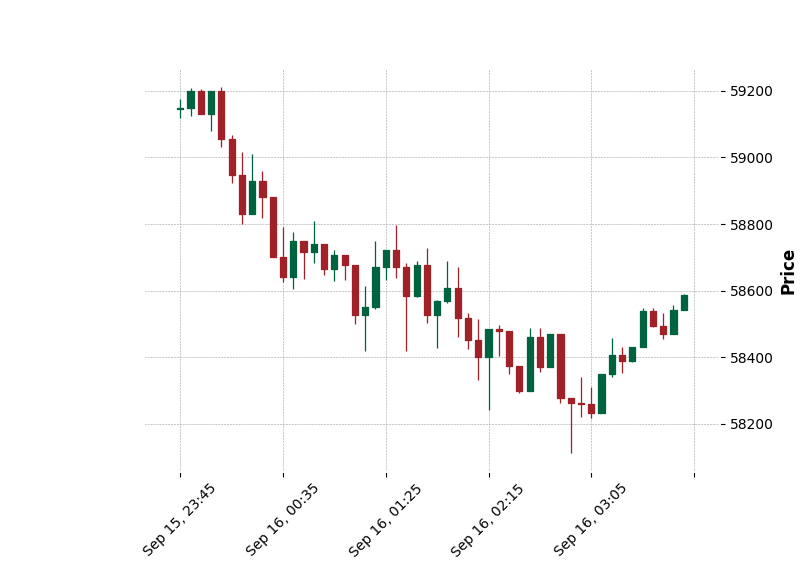 59200
59000
58800
58600
58400
58200
Price
Sep 15, 23:45
Sep 16, 00:35
Sep 16, 01:25
Sep 16, 02:15
Sep 16, 03:05